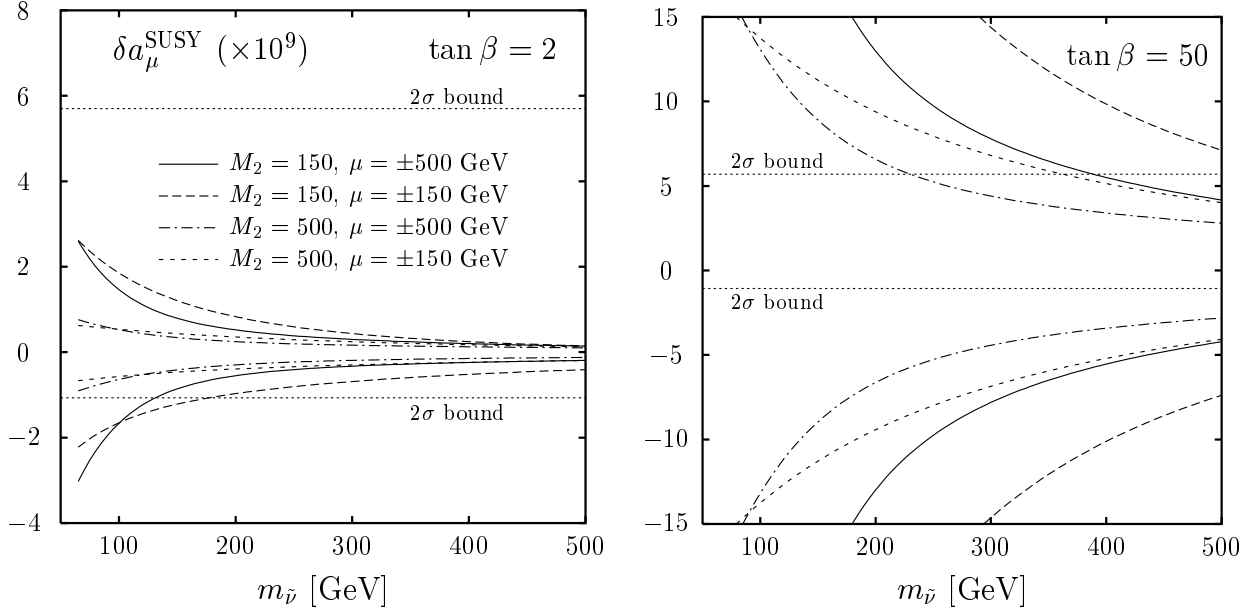 δa_μ^SUSY (×10^9) tan β = 2
8
6
4
2
0
−2
−4
2σ bound
M_2 = 150, μ = ±500 GeV
M_2 = 150, μ = ±150 GeV
M_2 = 500, μ = ±500 GeV
M_2 = 500, μ = ±150 GeV
2σ bound
100 200 300 400 500
m_ν̃ [GeV]
tan β = 50
15
10
5
0
−5
−10
−15
2σ bound
2σ bound
100 200 300 400 500
m_ν̃ [GeV]